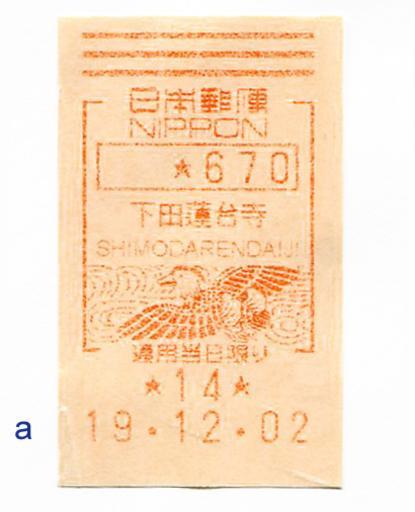 日本郵便
NIPPON
★670
下田蓮台寺
SHIMODARENDAIJI
適用当日限り
★14★
a
19・12・02